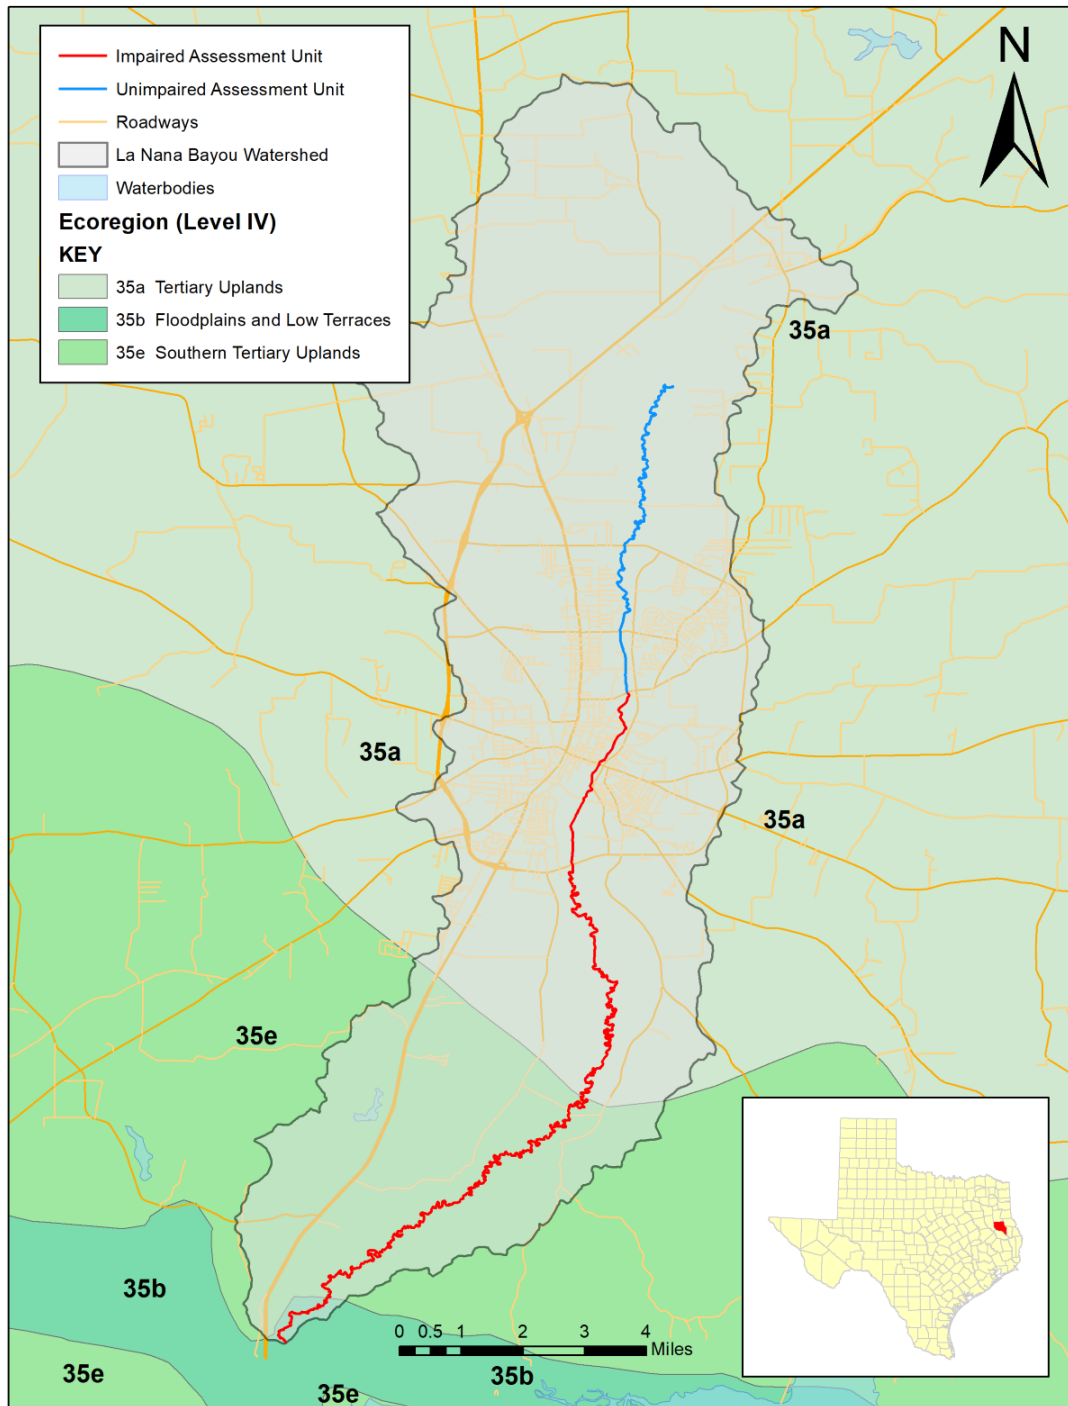 Impaired Assessment Unit
Unimpaired Assessment Unit
Roadways
La Nana Bayou Watershed
Waterbodies
Ecoregion (Level IV)
KEY
35a Tertiary Uplands
35b Floodplains and Low Terraces
35e Southern Tertiary Uplands
N
35a
35a
35a
35e
35b
35e
35e
35b
0 0.5 1 2 3 4
Miles